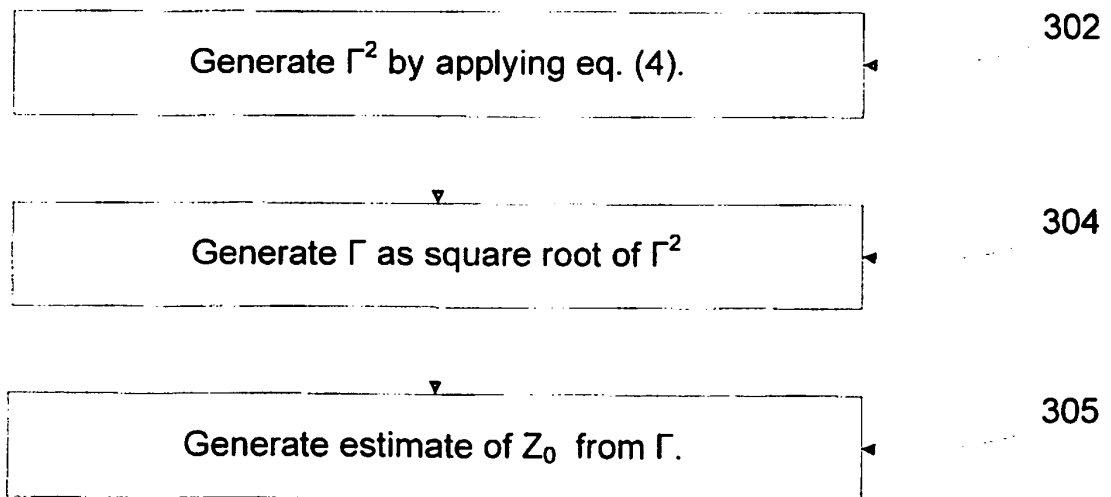 302
Generate Γ² by applying eq. (4).
304
Generate Γ as square root of Γ²
305
Generate estimate of Z₀ from Γ.